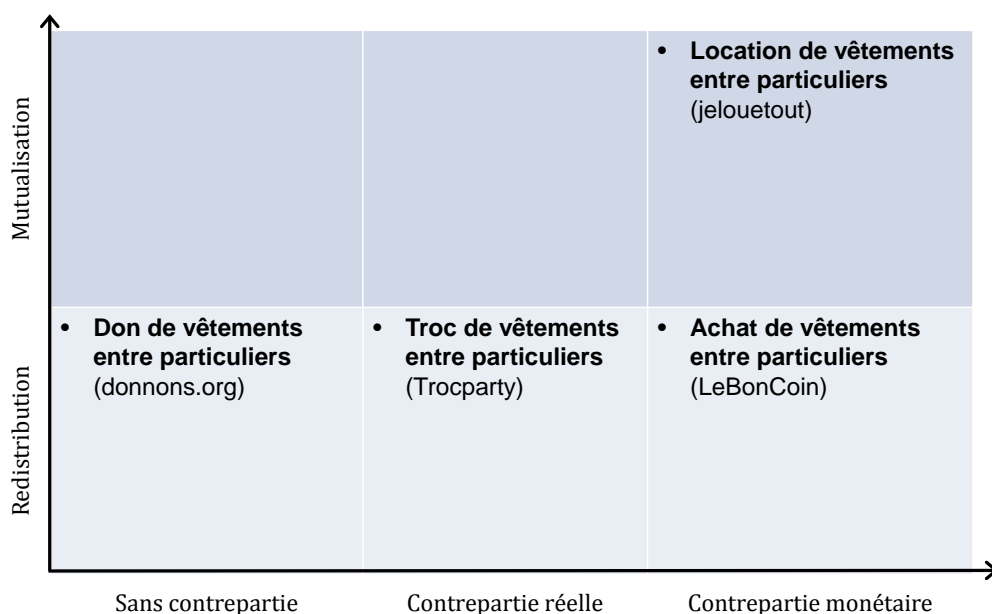 Mutualisation
• Location de vêtements
entre particuliers
(jelouetout)
Redistribution
• Don de vêtements
entre particuliers
(donnons.org)
• Troc de vêtements
entre particuliers
(Trocparty)
• Achat de vêtements
entre particuliers
(LeBonCoin)
Sans contrepartie
Contrepartie réelle
Contrepartie monétaire